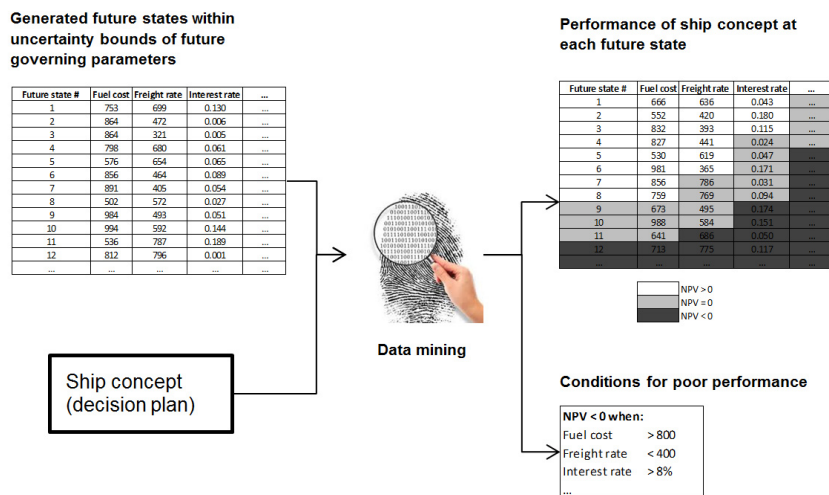 Generated future states within
uncertainty bounds of future
governing parameters
Future state # Fuel cost Freight rate Interest rate ...
1 753 699 0.130 ...
2 864 472 0.006 ...
3 864 321 0.005 ...
4 798 680 0.061 ...
5 576 654 0.065 ...
6 856 464 0.089 ...
7 891 405 0.054 ...
8 502 572 0.027 ...
9 984 493 0.051 ...
10 994 592 0.144 ...
11 536 787 0.189 ...
12 812 796 0.001 ...
... ... ... ... ...
Ship concept
(decision plan)
Data mining
Performance of ship concept at
each future state
Future state # Fuel cost Freight rate Interest rate ...
1 666 636 0.043 ...
2 552 420 0.180 ...
3 832 393 0.115 ...
4 827 441 0.024 ...
5 530 619 0.047 ...
6 981 365 0.171 ...
7 856 786 0.031 ...
8 759 769 0.094 ...
9 673 495 0.174 ...
10 988 584 0.151 ...
11 641 686 0.050 ...
12 713 775 0.117 ...
... ... ... ... ...
NPV > 0
NPV = 0
NPV < 0
Conditions for poor performance
NPV < 0 when:
Fuel cost > 800
Freight rate < 400
Interest rate > 8%
...